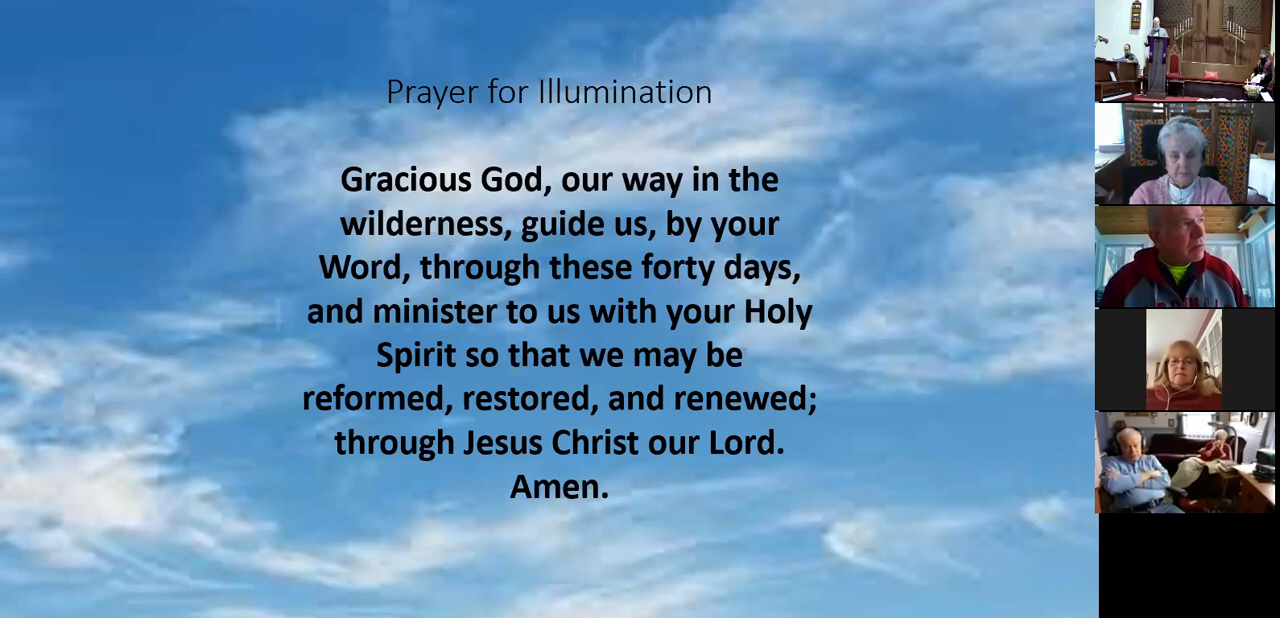 Prayer for Illumination
Gracious God, our way in the
wilderness, guide us, by your
Word, through these forty days,
and minister to us with your Holy
Spirit so that we may be
reformed, restored, and renewed;
through Jesus Christ our Lord.
Amen.